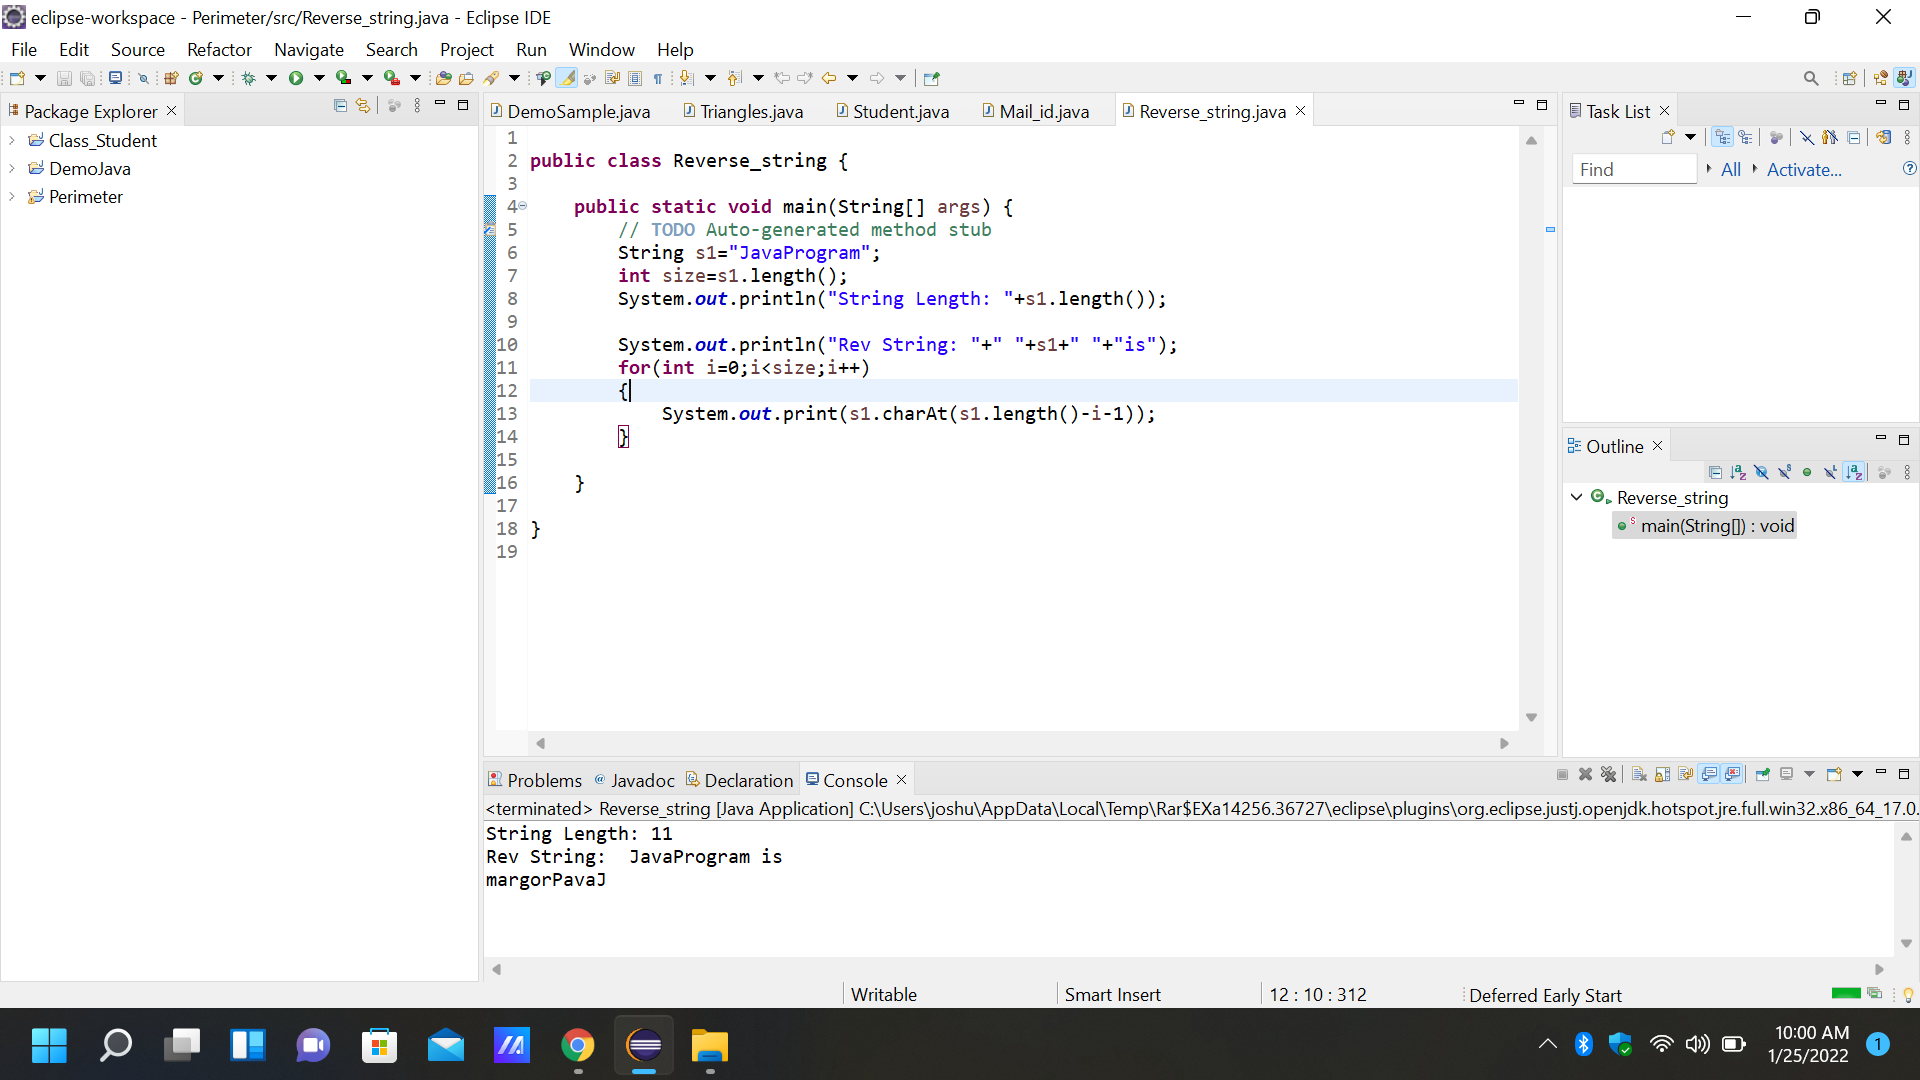 eclipse-workspace - Perimeter/src/Reverse_string.java - Eclipse IDE
File Edit Source Refactor Navigate Search Project Run Window Help
Package Explorer
Class_Student
DemoJava
Perimeter
DemoSample.java Triangles.java Student.java Mail_id.java Reverse_string.java
1
2 public class Reverse_string {
3
4 public static void main(String[] args) {
5 // TODO Auto-generated method stub
6 String s1="JavaProgram";
7 int size=s1.length();
8 System.out.println("String Length: "+s1.length());
9
10 System.out.println("Rev String: "+" "+s1+" "+"is");
11 for(int i=0;i<size;i++)
12 {
13 System.out.print(s1.charAt(s1.length()-i-1));
14 }
15
16 }
17
18 }
19
Task List
Find All Activate...
Outline
Reverse_string
main(String[]) : void
Problems Javadoc Declaration Console
<terminated> Reverse_string [Java Application] C:\Users\joshu\AppData\Local\Temp\Rar$EXa14256.36727\eclipse\plugins\org.eclipse.justj.openjdk.hotspot.jre.full.win32.x86_64_17.0.
String Length: 11
Rev String:  JavaProgram is
margorPavaJ
Writable Smart Insert 12 : 10 : 312 Deferred Early Start
10:00 AM
1/25/2022
1